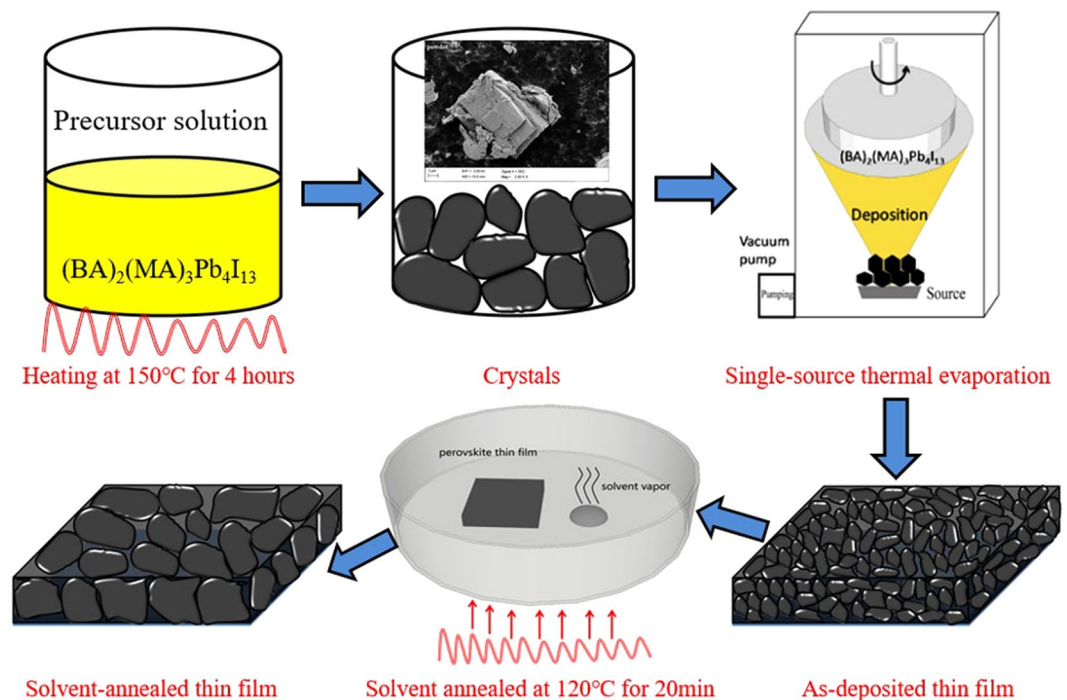 Precursor solution
(BA)₂(MA)₃Pb₄I₁₃
Heating at 150℃ for 4 hours
powder
Crystals
(BA)₂(MA)₃Pb₄I₁₃
Deposition
Vacuum
pump
Pumping
Source
Single-source thermal evaporation
perovskite thin film
solvent vapor
Solvent-annealed thin film
Solvent annealed at 120℃ for 20min
As-deposited thin film